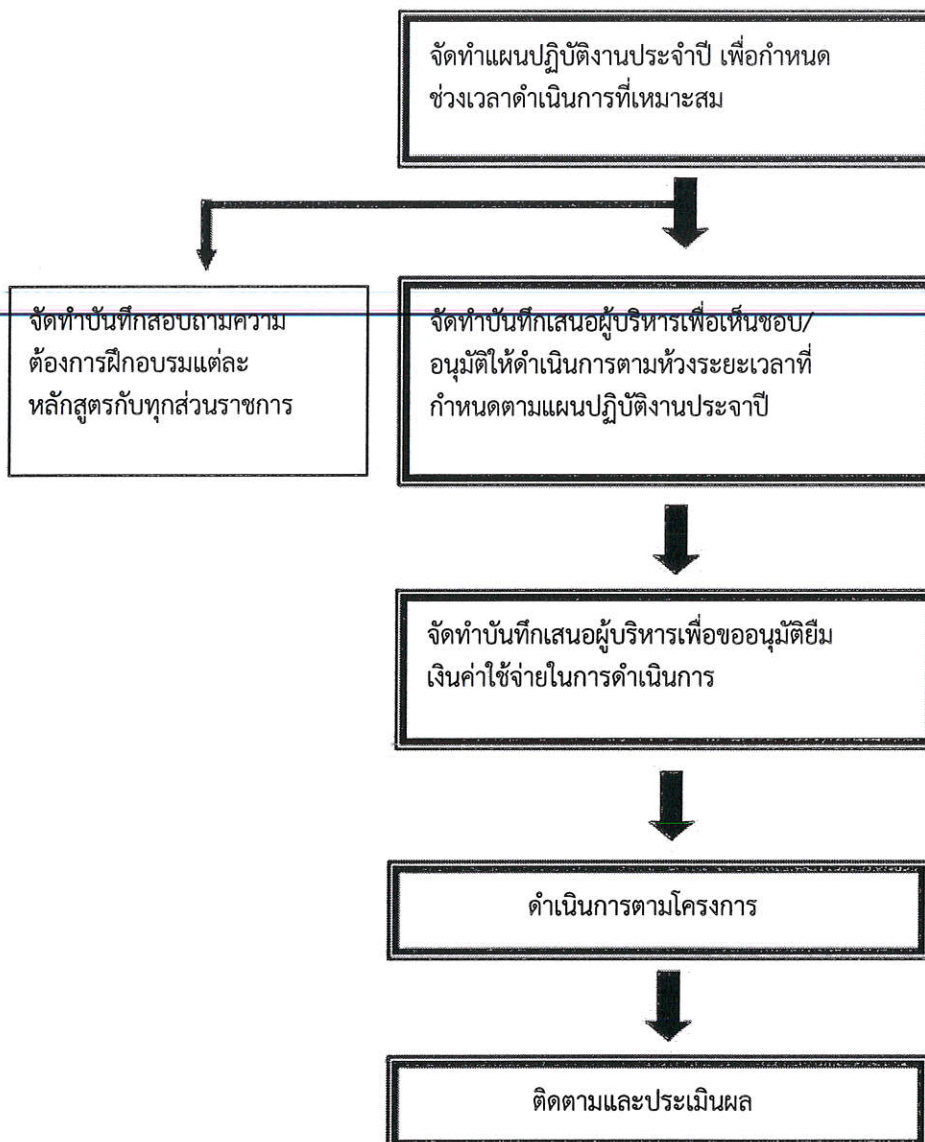 จัดทำแผนปฏิบัติงานประจำปี เพื่อกำหนด
ช่วงเวลาดำเนินการที่เหมาะสม
จัดทำบันทึกสอบถามความ
ต้องการฝึกอบรมแต่ละ
หลักสูตรกับทุกส่วนราชการ
จัดทำบันทึกเสนอผู้บริหารเพื่อเห็นชอบ/
อนุมัติให้ดำเนินการตามห้วงระยะเวลาที่
กำหนดตามแผนปฏิบัติงานประจาปี
จัดทำบันทึกเสนอผู้บริหารเพื่อขออนุมัติยืม
เงินค่าใช้จ่ายในการดำเนินการ
ดำเนินการตามโครงการ
ติดตามและประเมินผล